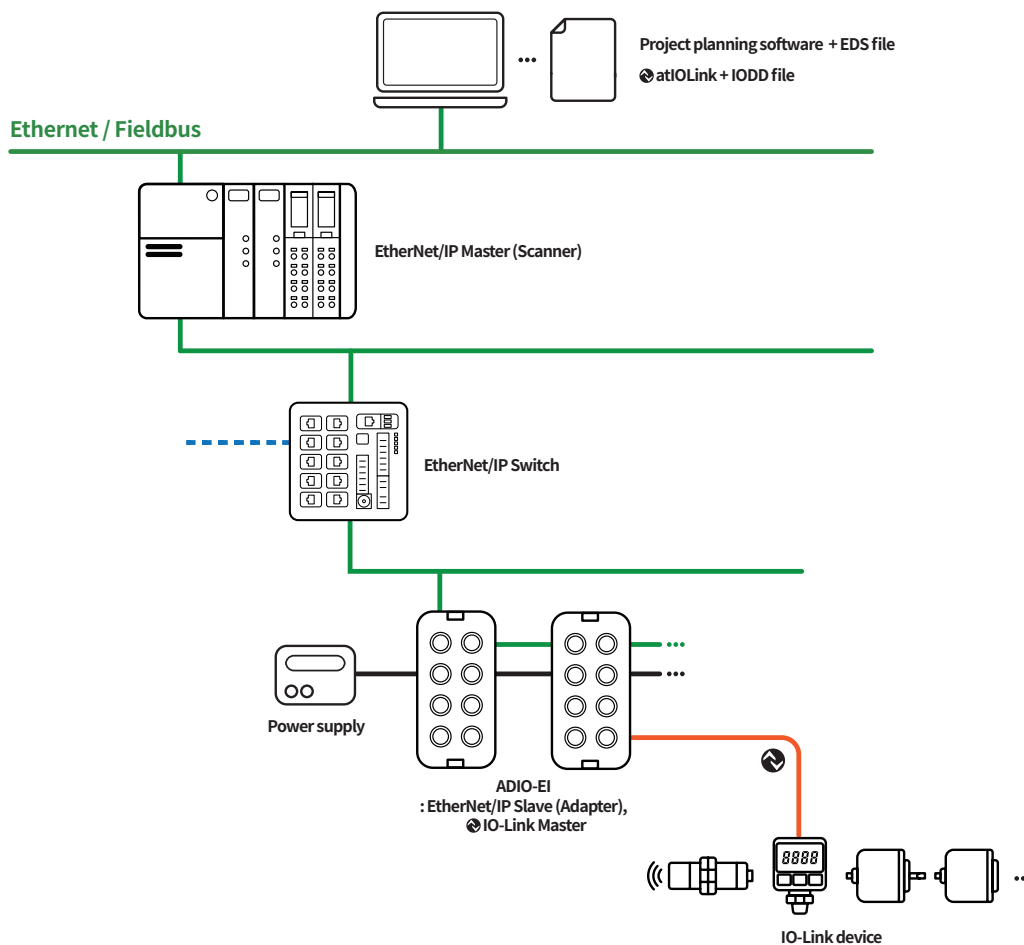 Project planning software + EDS file
atIOLink + IODD file
Ethernet / Fieldbus
EtherNet/IP Master (Scanner)
EtherNet/IP Switch
Power supply
ADIO-EI
: EtherNet/IP Slave (Adapter),
IO-Link Master
8888
IO-Link device